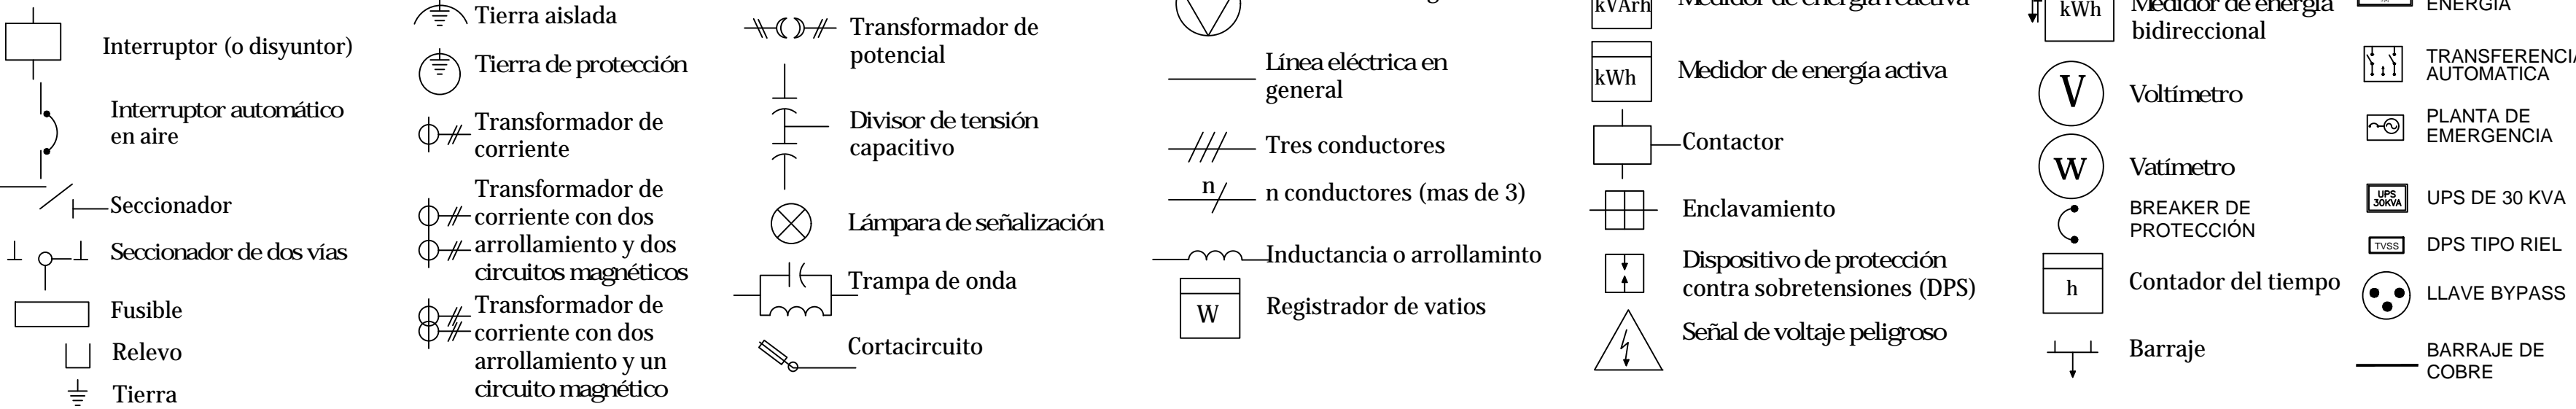 Interruptor (o disyuntor)
Interruptor automático
en aire
Seccionador
Seccionador de dos vías
Fusible
Relevo
Tierra
Tierra aislada
Tierra de protección
Transformador de
corriente
Transformador de
corriente con dos
arrollamiento y dos
circuitos magnéticos
Transformador de
corriente con dos
arrollamiento y un
circuito magnético
Transformador de
potencial
Divisor de tensión
capacitivo
Lámpara de señalización
Trampa de onda
Cortacircuito
Línea eléctrica en
general
Tres conductores
n
n conductores (mas de 3)
Inductancia o arrollaminto
W
Registrador de vatios
kVArh
Medidor de energía reactiva
kWh
Medidor de energía activa
Contactor
Enclavamiento
Dispositivo de protección
contra sobretensiones (DPS)
Señal de voltaje peligroso
kWh
Medidor de energía
bidireccional
V
Voltímetro
W
Vatímetro
BREAKER DE
PROTECCIÓN
h
Contador del tiempo
Barraje
ENERGIA
TRANSFERENCIA
AUTOMATICA
PLANTA DE
EMERGENCIA
UPS
30KVA
UPS DE 30 KVA
TVSS
DPS TIPO RIEL
LLAVE BYPASS
BARRAJE DE
COBRE